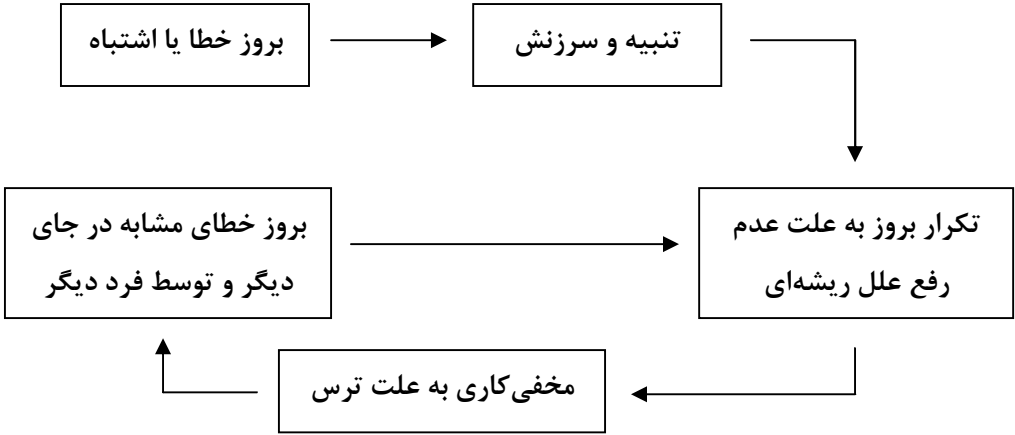 بروز خطا یا اشتباه
تنبیه و سرزنش
تکرار بروز به علت عدم
رفع علل ریشه‌ای
مخفی‌کاری به علت ترس
بروز خطای مشابه در جای
دیگر و توسط فرد دیگر